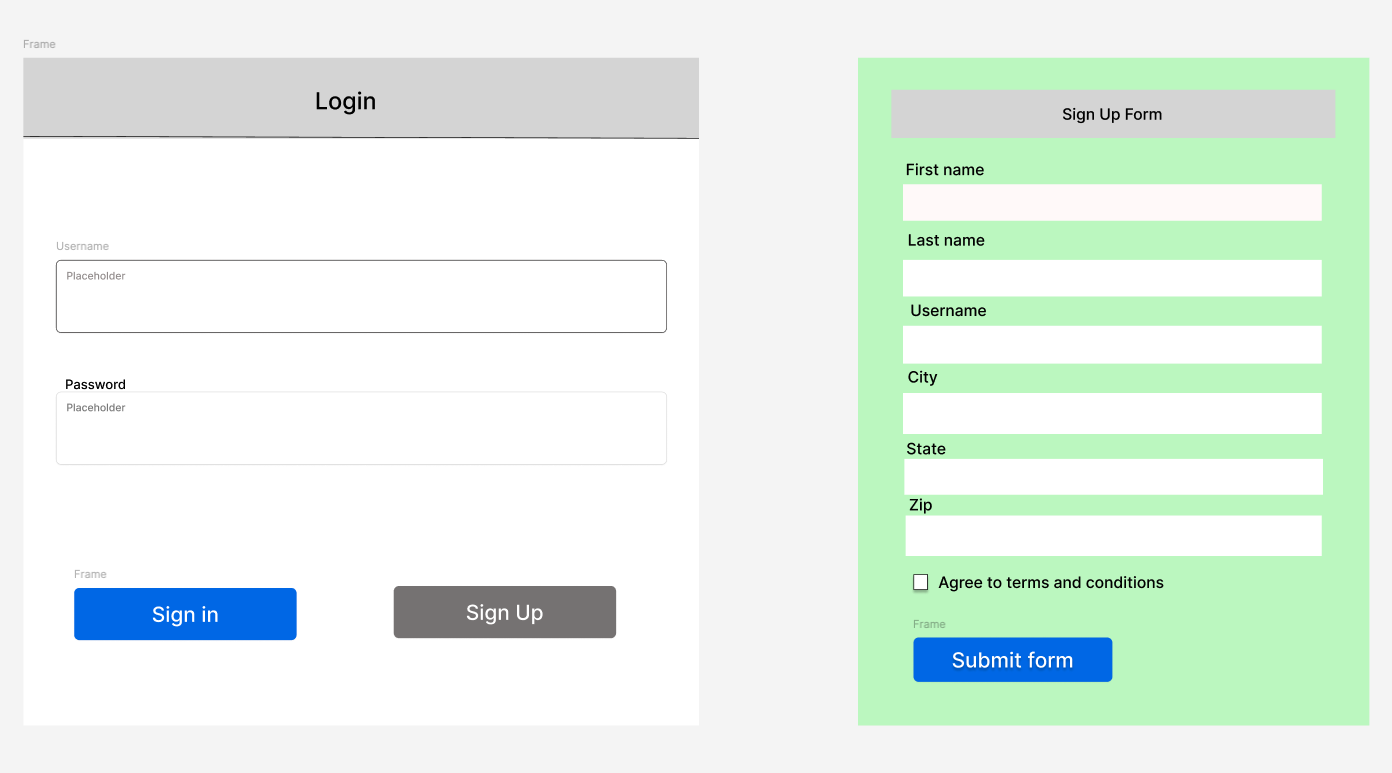 Frame
Login
Username
Placeholder
Password
Placeholder
Frame
Sign in
Sign Up
Sign Up Form
First name
Last name
Username
City
State
Zip
Agree to terms and conditions
Frame
Submit form